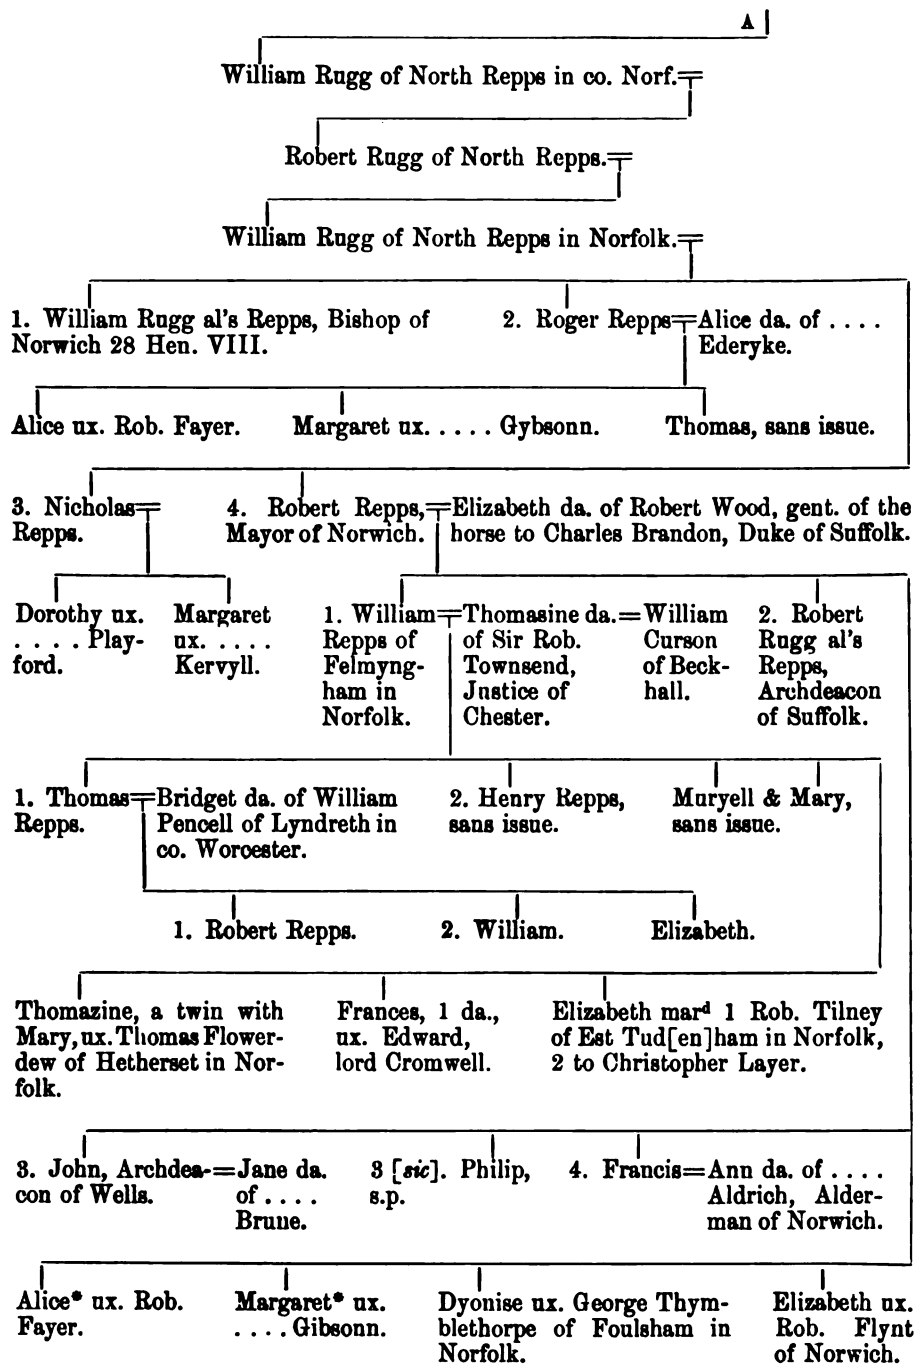 A
William Rugg of North Repps in co. Norf.
Robert Rugg of North Repps.
William Rugg of North Repps in Norfolk.
1. William Rugg al's Repps, Bishop of
Norwich 28 Hen. VIII.
2. Roger Repps=Alice da. of . . . .
Ederyke.
Alice ux. Rob. Fayer.
Margaret ux. . . . . Gybsonn.
Thomas, sans issue.
3. Nicholas=
Repps.
4. Robert Repps,=Elizabeth da. of Robert Wood, gent. of the
Mayor of Norwich. horse to Charles Brandon, Duke of Suffolk.
Dorothy ux.
. . . . Play-
ford.
Margaret
ux. . . . .
Kervyll.
1. William=
Repps of
Felmyng-
ham in
Norfolk.
Thomasine da.=
of Sir Rob.
Townsend,
Justice of
Chester.
William
Curson
of Beck-
hall.
2. Robert
Rugg al's
Repps,
Archdeacon
of Suffolk.
1. Thomas=
Repps.
Bridget da. of William
Pencell of Lyndreth in
co. Worcester.
2. Henry Repps,
sans issue.
Muryell & Mary,
sans issue.
1. Robert Repps.
2. William.
Elizabeth.
Thomazine, a twin with
Mary, ux. Thomas Flower-
dew of Hetherset in Nor-
folk.
Frances, 1 da.,
ux. Edward,
lord Cromwell.
Elizabeth marᵈ 1 Rob. Tilney
of Est Tud[en]ham in Norfolk,
2 to Christopher Layer.
3. John, Archdea-=
con of Wells.
Jane da.
of . . . .
Brune.
3 [sic]. Philip,
s.p.
4. Francis=
Ann da. of . . . .
Aldrich, Alder-
man of Norwich.
Alice* ux. Rob.
Fayer.
Margaret* ux.
. . . . Gibsonn.
Dyonise ux. George Thym-
blethorpe of Foulsham in
Norfolk.
Elizabeth ux.
Rob. Flynt
of Norwich.